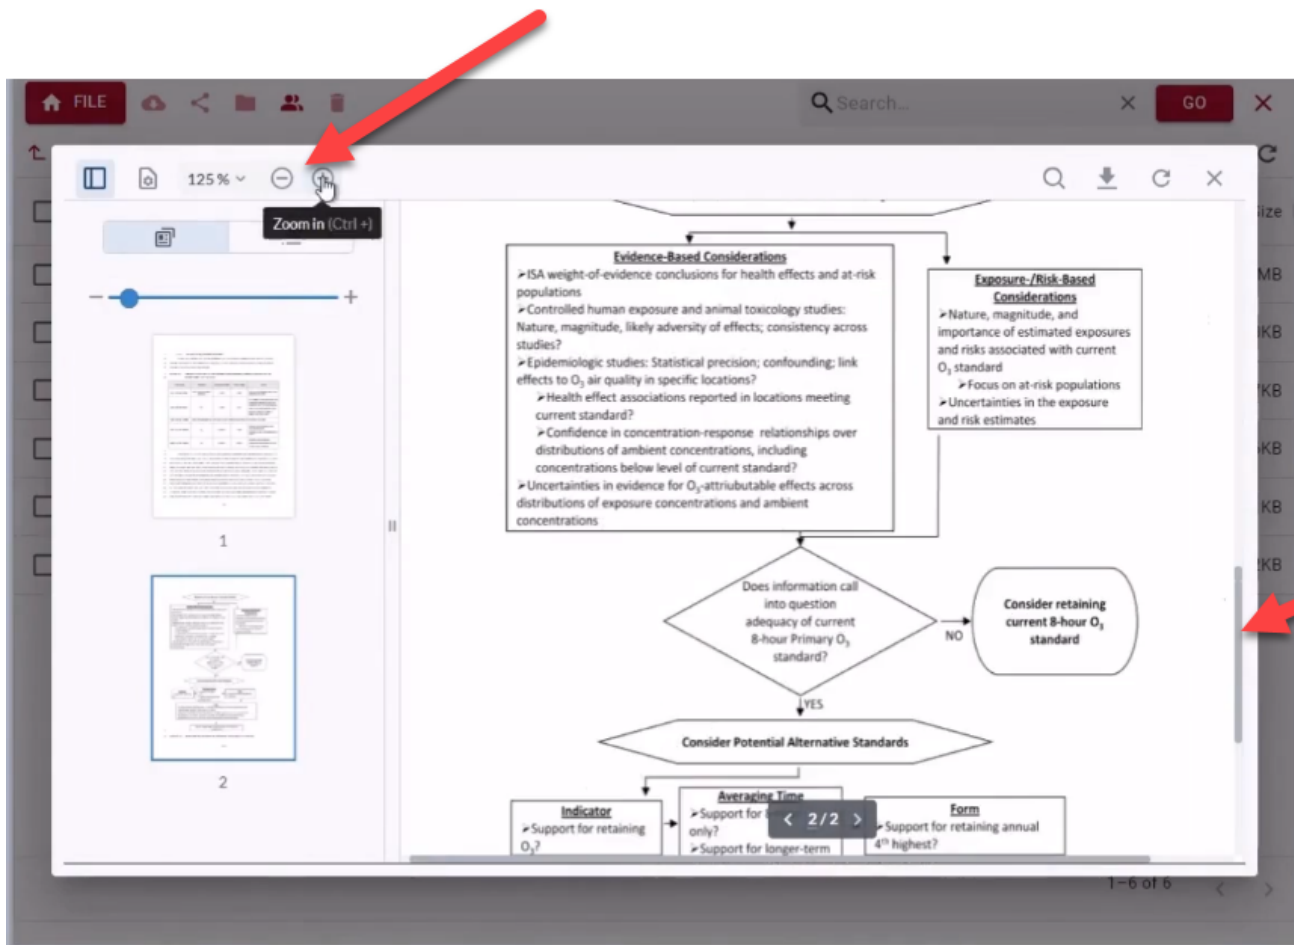 FILE
Search...
GO
125 %
Zoom in (Ctrl +)
Size
MB
KB
KB
KB
KB
KB
1
2
Evidence-Based Considerations
➢ISA weight-of-evidence conclusions for health effects and at-risk
populations
➢Controlled human exposure and animal toxicology studies:
Nature, magnitude, likely adversity of effects; consistency across
studies?
➢Epidemiologic studies: Statistical precision; confounding; link
effects to O₃ air quality in specific locations?
➢Health effect associations reported in locations meeting
current standard?
➢Confidence in concentration-response relationships over
distributions of ambient concentrations, including
concentrations below level of current standard?
➢Uncertainties in evidence for O₃-attriubutable effects across
distributions of exposure concentrations and ambient
concentrations
Exposure-/Risk-Based
Considerations
➢Nature, magnitude, and
importance of estimated exposures
and risks associated with current
O₃ standard
➢Focus on at-risk populations
➢Uncertainties in the exposure
and risk estimates
Does information call
into question
adequacy of current
8-hour Primary O₃
standard?
NO
Consider retaining
current 8-hour O₃
standard
YES
Consider Potential Alternative Standards
Indicator
➢Support for retaining
O₃?
Averaging Time
➢Support for
only?
➢Support for longer-term
2 / 2
Form
➢Support for retaining annual
4th highest?
1–6 of 6